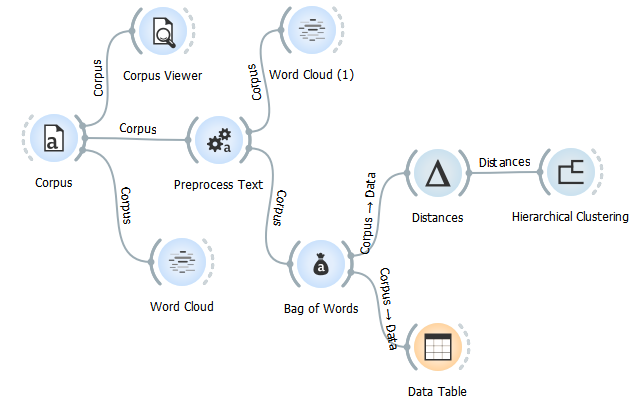 Corpus
Corpus Viewer
Corpus
Word Cloud (1)
Corpus
Corpus
Preprocess Text
Corpus
Word Cloud
Corpus
Bag of Words
Corpus → Data
Distances
Distances
Hierarchical Clustering
Corpus → Data
Data Table
a
a
a